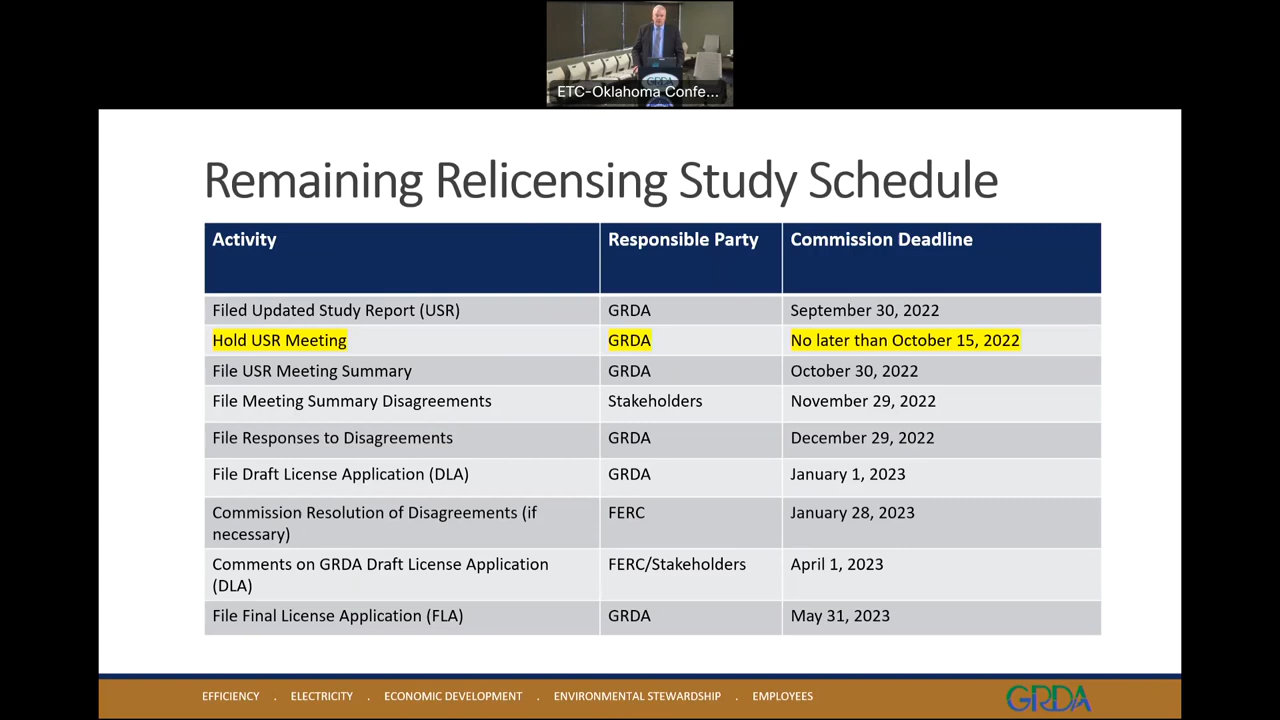 GRDA
ETC-Oklahoma Confe...
Remaining Relicensing Study Schedule
Activity Responsible Party Commission Deadline
Filed Updated Study Report (USR) GRDA September 30, 2022
Hold USR Meeting GRDA No later than October 15, 2022
File USR Meeting Summary GRDA October 30, 2022
File Meeting Summary Disagreements Stakeholders November 29, 2022
File Responses to Disagreements GRDA December 29, 2022
File Draft License Application (DLA) GRDA January 1, 2023
Commission Resolution of Disagreements (if FERC January 28, 2023
necessary)
Comments on GRDA Draft License Application FERC/Stakeholders April 1, 2023
(DLA)
File Final License Application (FLA) GRDA May 31, 2023
EFFICIENCY . ELECTRICITY . ECONOMIC DEVELOPMENT . ENVIRONMENTAL STEWARDSHIP . EMPLOYEES GRDA